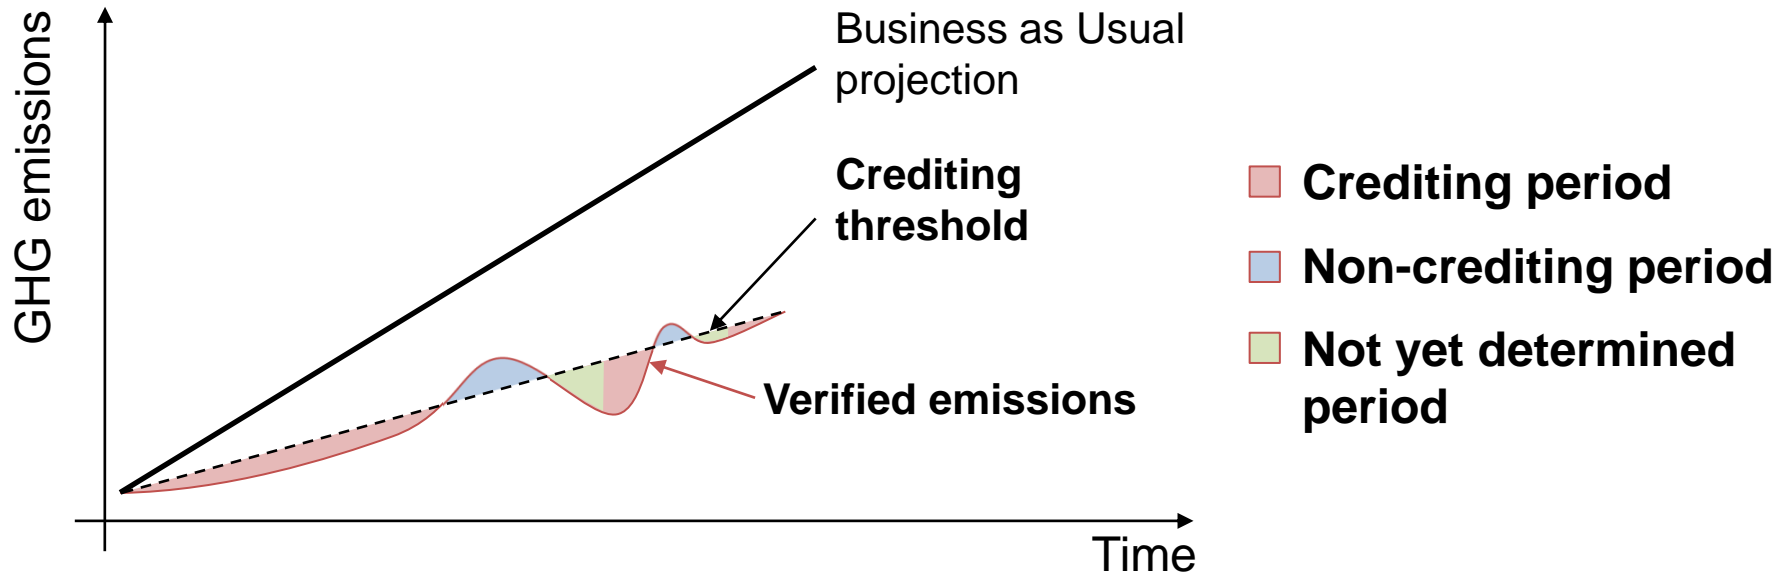 GHG emissions
Business as Usual
projection
Crediting
threshold
Verified emissions
Time
Crediting period
Non-crediting period
Not yet determined
period